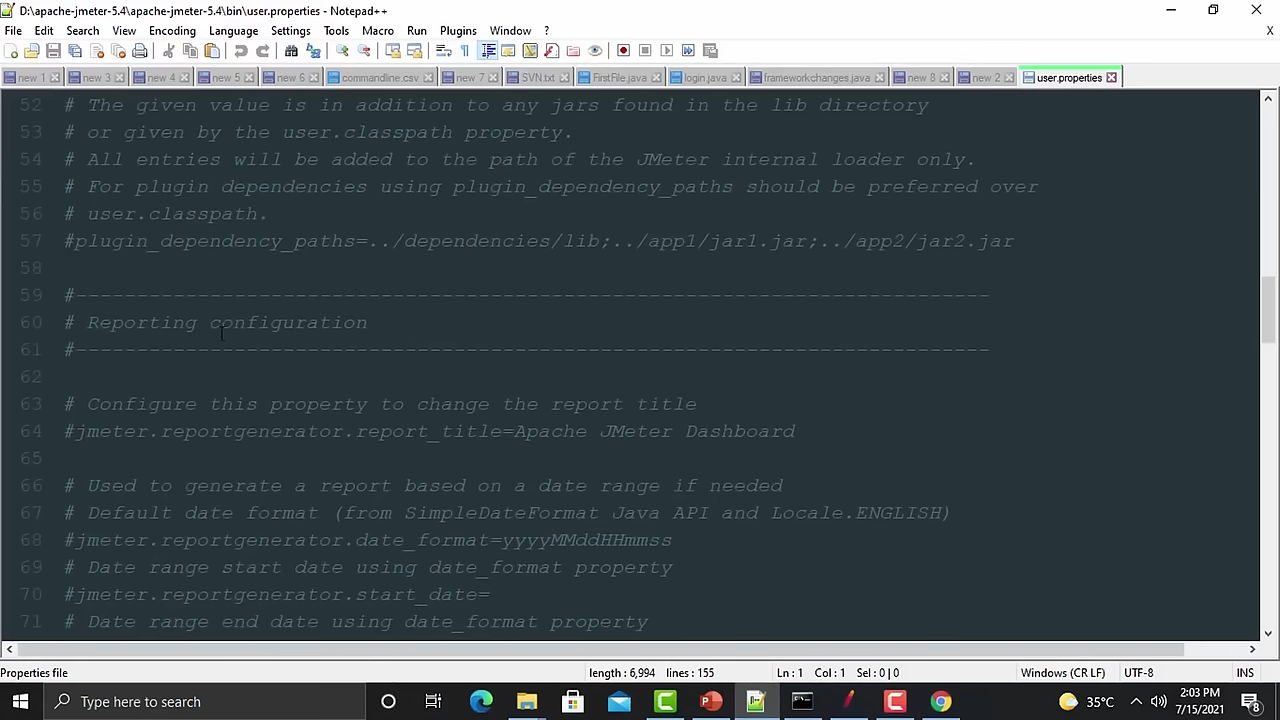 D:\apache-jmeter-5.4\apache-jmeter-5.4\bin\user.properties - Notepad++
File Edit Search View Encoding Language Settings Tools Macro Run Plugins Window ? X
new 1 new 3 new 4 new 5 new 6 commandline.csv new 7 SVN.txt FirstFile.java login.java frameworkchanges.java new 8 new 2 user.properties
52 # The given value is in addition to any jars found in the lib directory
53 # or given by the user.classpath property.
54 # All entries will be added to the path of the JMeter internal loader only.
55 # For plugin dependencies using plugin_dependency_paths should be preferred over
56 # user.classpath.
57 #plugin_dependency_paths=../dependencies/lib;../app1/jar1.jar;../app2/jar2.jar
58
59 #---------------------------------------------------------------------------
60 # Reporting configuration
61 #---------------------------------------------------------------------------
62
63 # Configure this property to change the report title
64 #jmeter.reportgenerator.report_title=Apache JMeter Dashboard
65
66 # Used to generate a report based on a date range if needed
67 # Default date format (from SimpleDateFormat Java API and Locale.ENGLISH)
68 #jmeter.reportgenerator.date_format=yyyyMMddHHmmss
69 # Date range start date using date_format property
70 #jmeter.reportgenerator.start_date=
71 # Date range end date using date_format property
Properties file length : 6,994 lines : 155 Ln : 1 Col : 1 Sel : 0 | 0 Windows (CR LF) UTF-8 INS
Type here to search 35°C 2:03 PM
7/15/2021 8